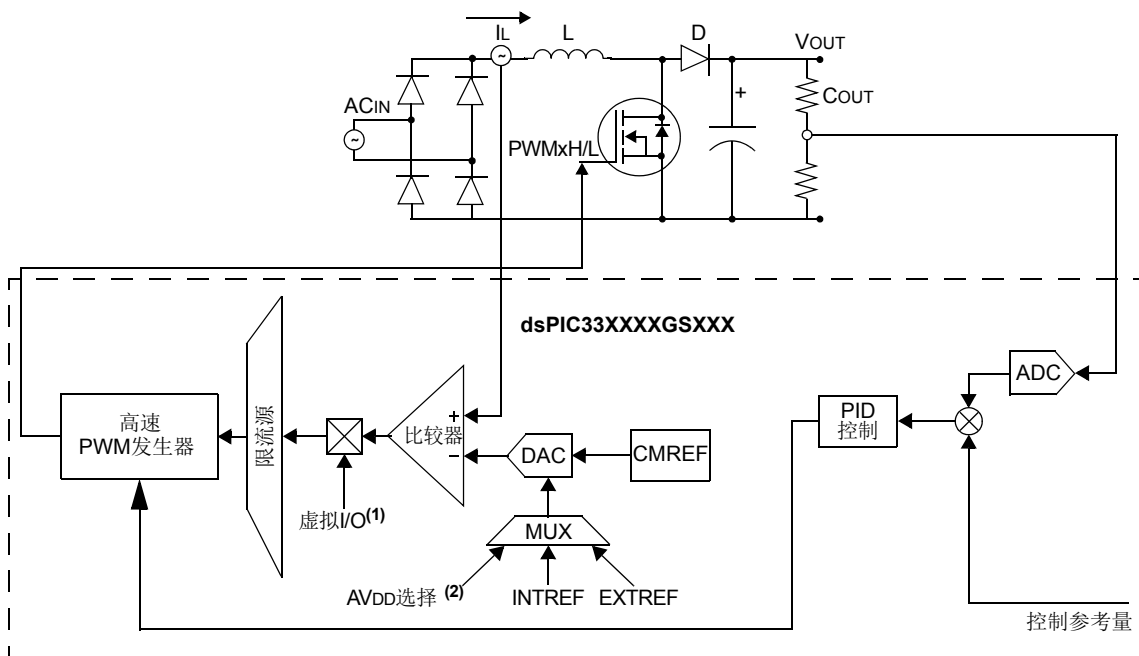 IL
L
D
VOUT
COUT
+
ACIN
~
~
PWMxH/L
dsPIC33XXXXGSXXX
ADC
高速
PWM发生器
限流源
比较器
+
−
DAC
CMREF
PID
控制
虚拟I/O(1)
MUX
AVDD选择 (2)
INTREF
EXTREF
控制参考量